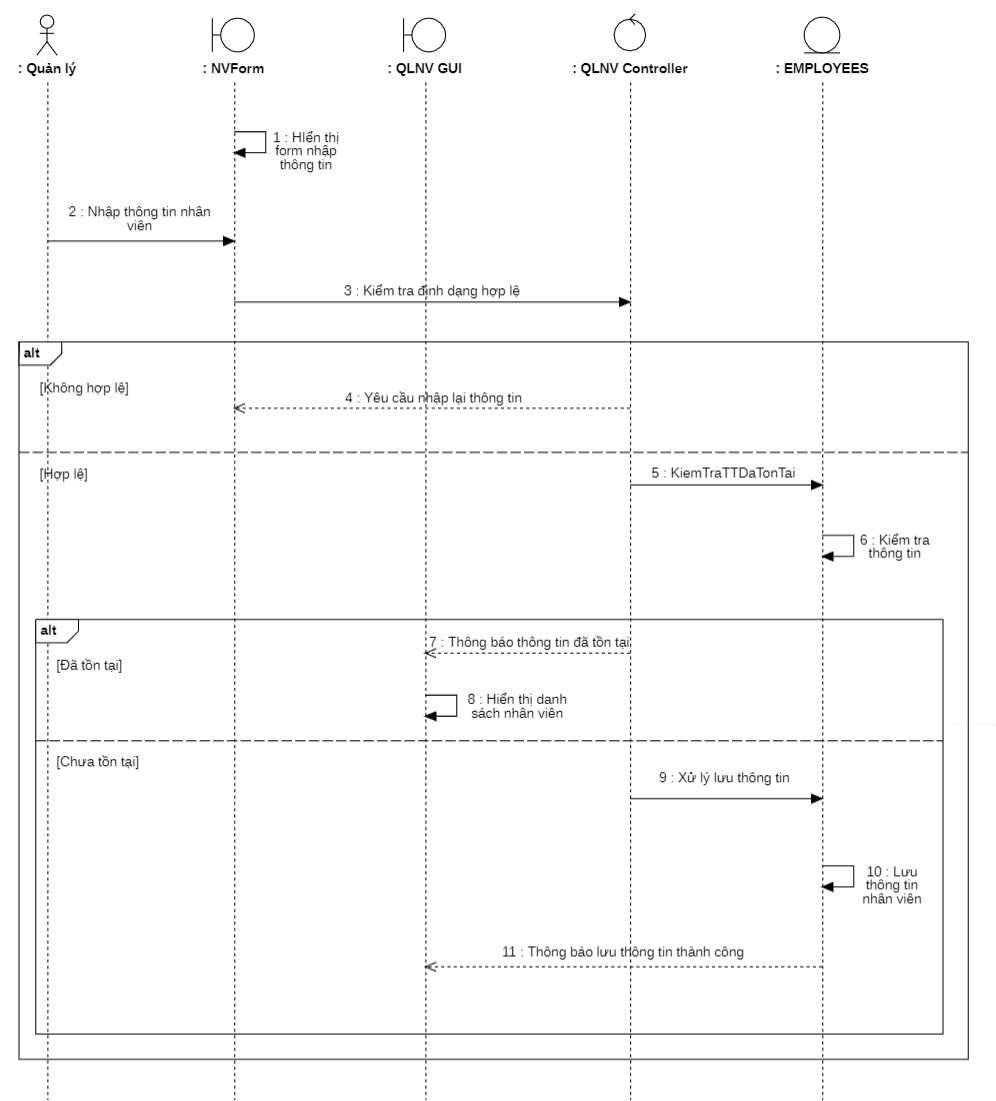 : Quản lý
: NVForm
: QLNV GUI
: QLNV Controller
: EMPLOYEES
1 : HIển thị
form nhập
thông tin
2 : Nhập thông tin nhân
viên
3 : Kiểm tra định dạng hợp lệ
alt
[Không hợp lệ]
4 : Yêu cầu nhập lại thông tin
[Hợp lệ]
5 : KiemTraTTDaTonTai
6 : Kiểm tra
thông tin
alt
7 : Thông báo thông tin đã tồn tại
[Đã tồn tại]
8 : Hiển thị danh
sách nhân viên
[Chưa tồn tại]
9 : Xử lý lưu thông tin
10 : Lưu
thông tin
nhân viên
11 : Thông báo lưu thông tin thành công